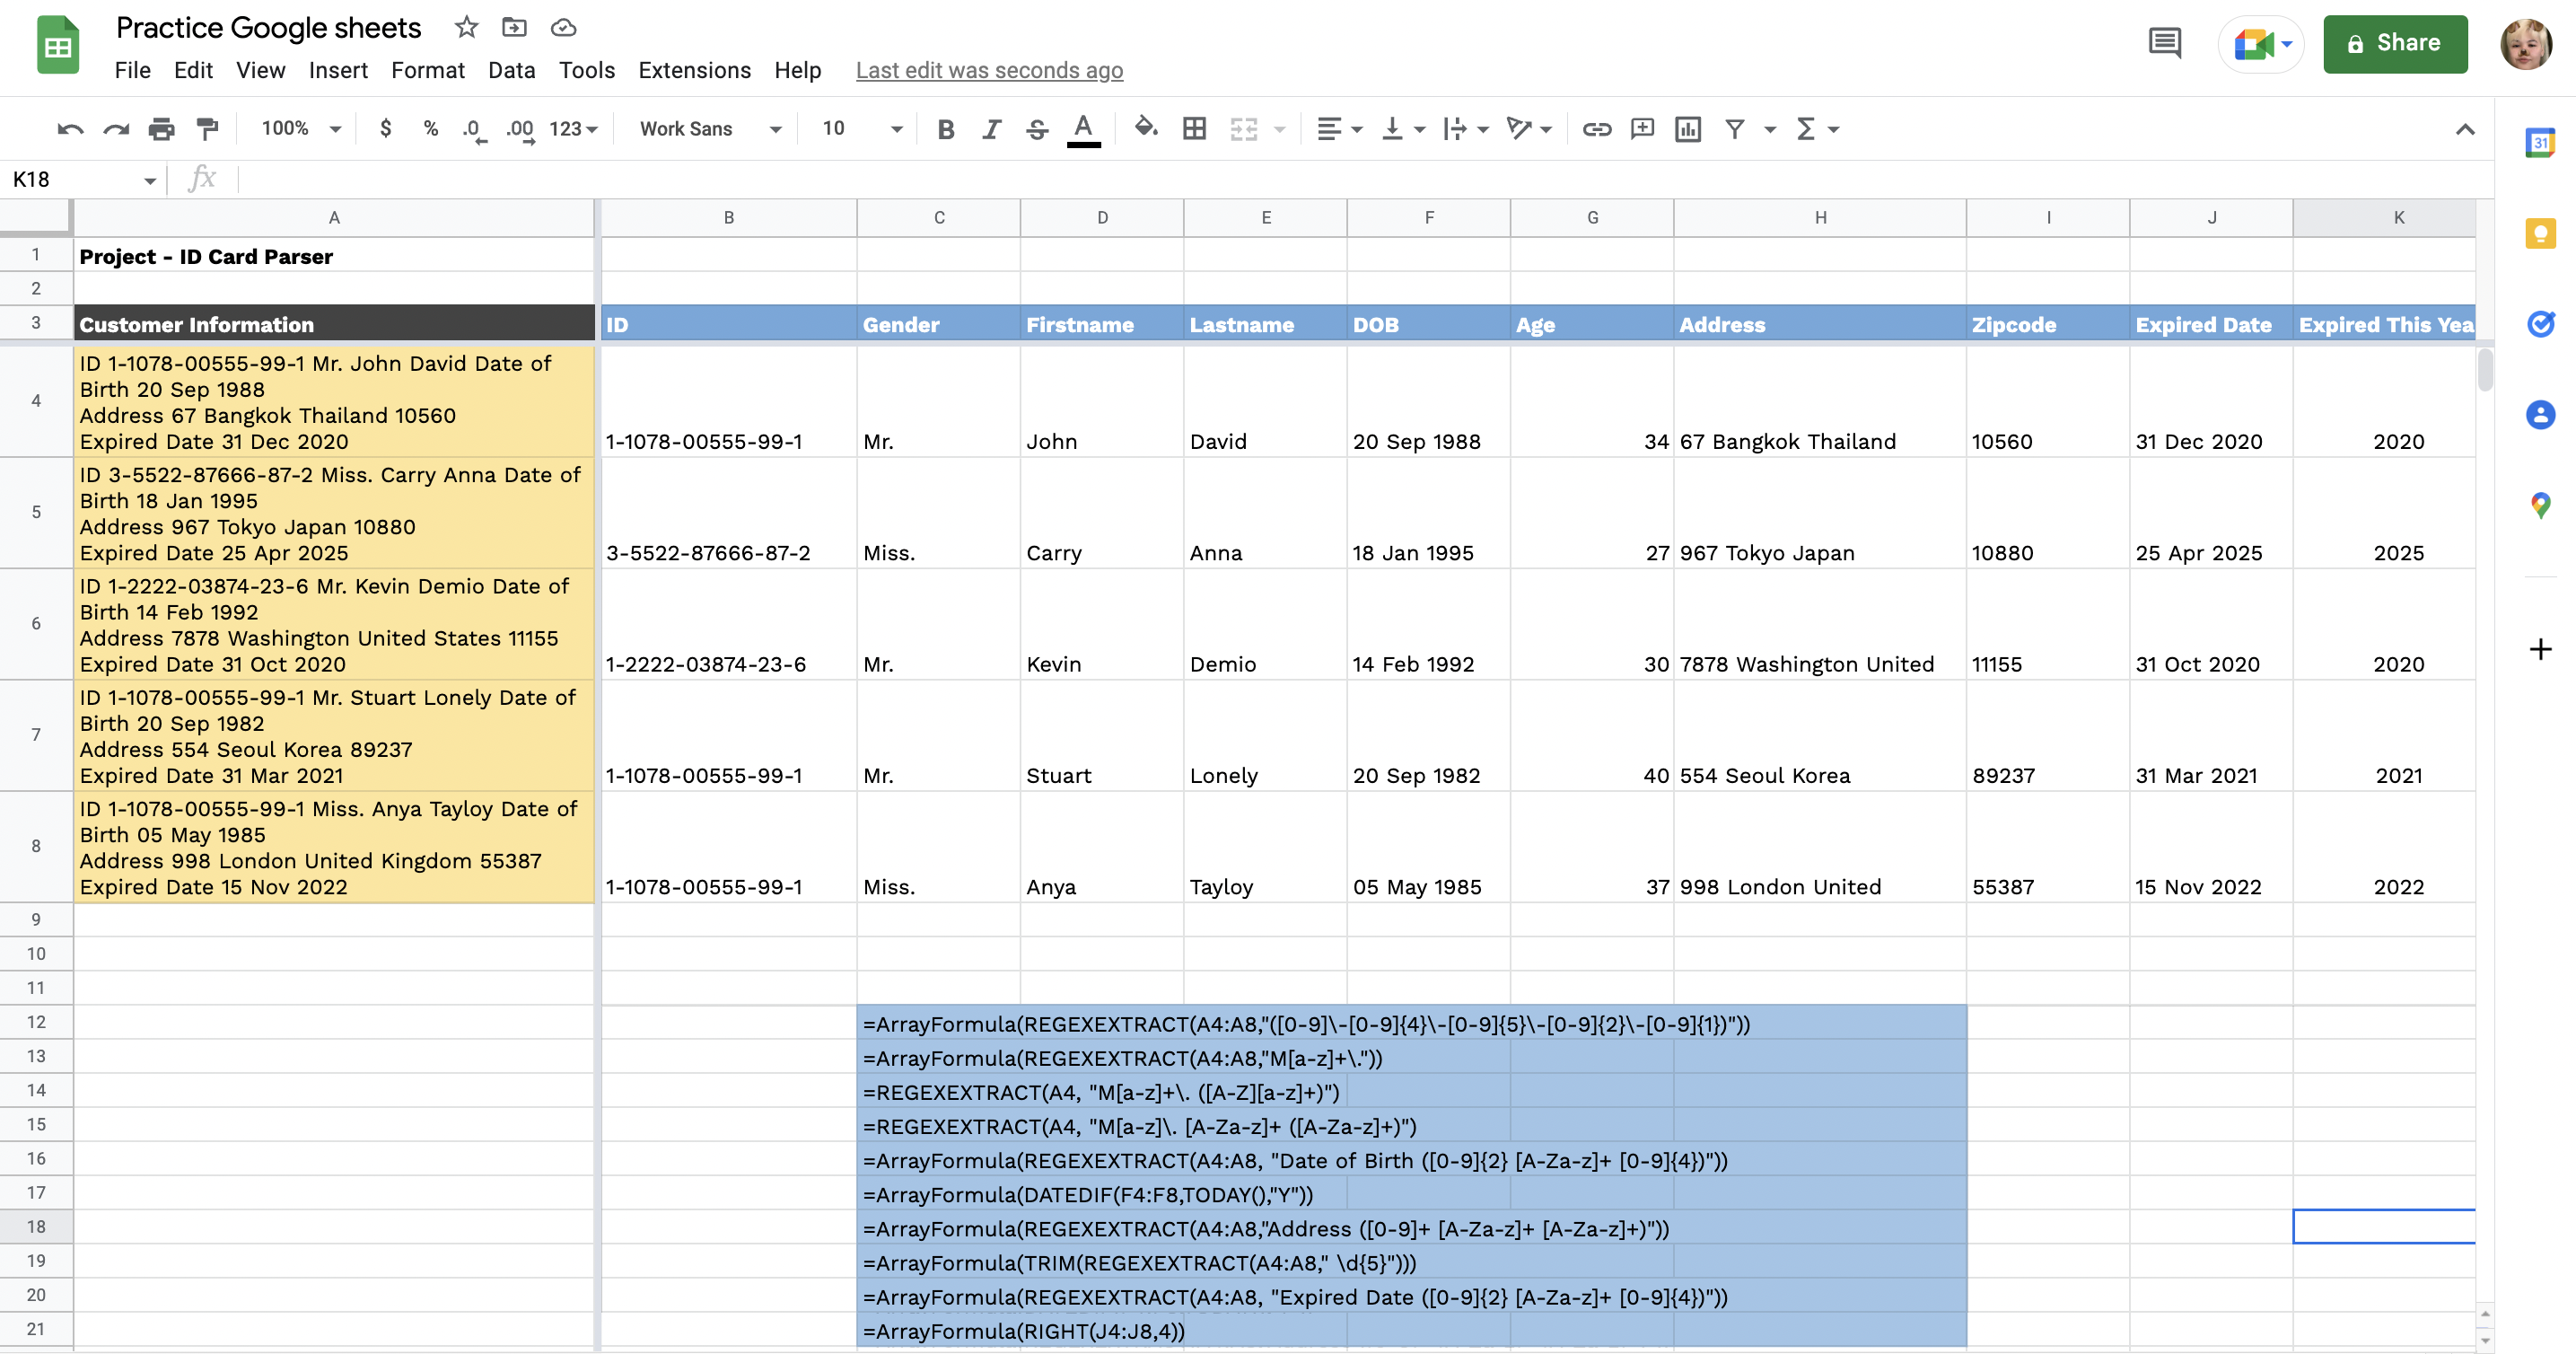 Practice Google sheets
File Edit View Insert Format Data Tools Extensions Help Last edit was seconds ago
Share
100% $ % .0 .00 123 Work Sans 10 B I S A
31
K18 fx
A B C D E F G H I J K
1 Project - ID Card Parser
2
3 Customer Information ID Gender Firstname Lastname DOB Age Address Zipcode Expired Date Expired This Yea
ID 1-1078-00555-99-1 Mr. John David Date of
Birth 20 Sep 1988
Address 67 Bangkok Thailand 10560
Expired Date 31 Dec 2020
4 1-1078-00555-99-1 Mr. John David 20 Sep 1988 34 67 Bangkok Thailand 10560 31 Dec 2020 2020
ID 3-5522-87666-87-2 Miss. Carry Anna Date of
Birth 18 Jan 1995
Address 967 Tokyo Japan 10880
Expired Date 25 Apr 2025
5 3-5522-87666-87-2 Miss. Carry Anna 18 Jan 1995 27 967 Tokyo Japan 10880 25 Apr 2025 2025
ID 1-2222-03874-23-6 Mr. Kevin Demio Date of
Birth 14 Feb 1992
Address 7878 Washington United States 11155
Expired Date 31 Oct 2020
6 1-2222-03874-23-6 Mr. Kevin Demio 14 Feb 1992 30 7878 Washington United 11155 31 Oct 2020 2020
ID 1-1078-00555-99-1 Mr. Stuart Lonely Date of
Birth 20 Sep 1982
Address 554 Seoul Korea 89237
Expired Date 31 Mar 2021
7 1-1078-00555-99-1 Mr. Stuart Lonely 20 Sep 1982 40 554 Seoul Korea 89237 31 Mar 2021 2021
ID 1-1078-00555-99-1 Miss. Anya Tayloy Date of
Birth 05 May 1985
Address 998 London United Kingdom 55387
Expired Date 15 Nov 2022
8 1-1078-00555-99-1 Miss. Anya Tayloy 05 May 1985 37 998 London United 55387 15 Nov 2022 2022
9
10
11
12 =ArrayFormula(REGEXEXTRACT(A4:A8,"([0-9]\-[0-9]{4}\-[0-9]{5}\-[0-9]{2}\-[0-9]{1})"))
13 =ArrayFormula(REGEXEXTRACT(A4:A8,"M[a-z]+\."))
14 =REGEXEXTRACT(A4, "M[a-z]+\. ([A-Z][a-z]+)")
15 =REGEXEXTRACT(A4, "M[a-z]\. [A-Za-z]+ ([A-Za-z]+)")
16 =ArrayFormula(REGEXEXTRACT(A4:A8, "Date of Birth ([0-9]{2} [A-Za-z]+ [0-9]{4})"))
17 =ArrayFormula(DATEDIF(F4:F8,TODAY(),"Y"))
18 =ArrayFormula(REGEXEXTRACT(A4:A8,"Address ([0-9]+ [A-Za-z]+ [A-Za-z]+)"))
19 =ArrayFormula(TRIM(REGEXEXTRACT(A4:A8," \d{5}")))
20 =ArrayFormula(REGEXEXTRACT(A4:A8, "Expired Date ([0-9]{2} [A-Za-z]+ [0-9]{4})"))
21 =ArrayFormula(RIGHT(J4:J8,4))